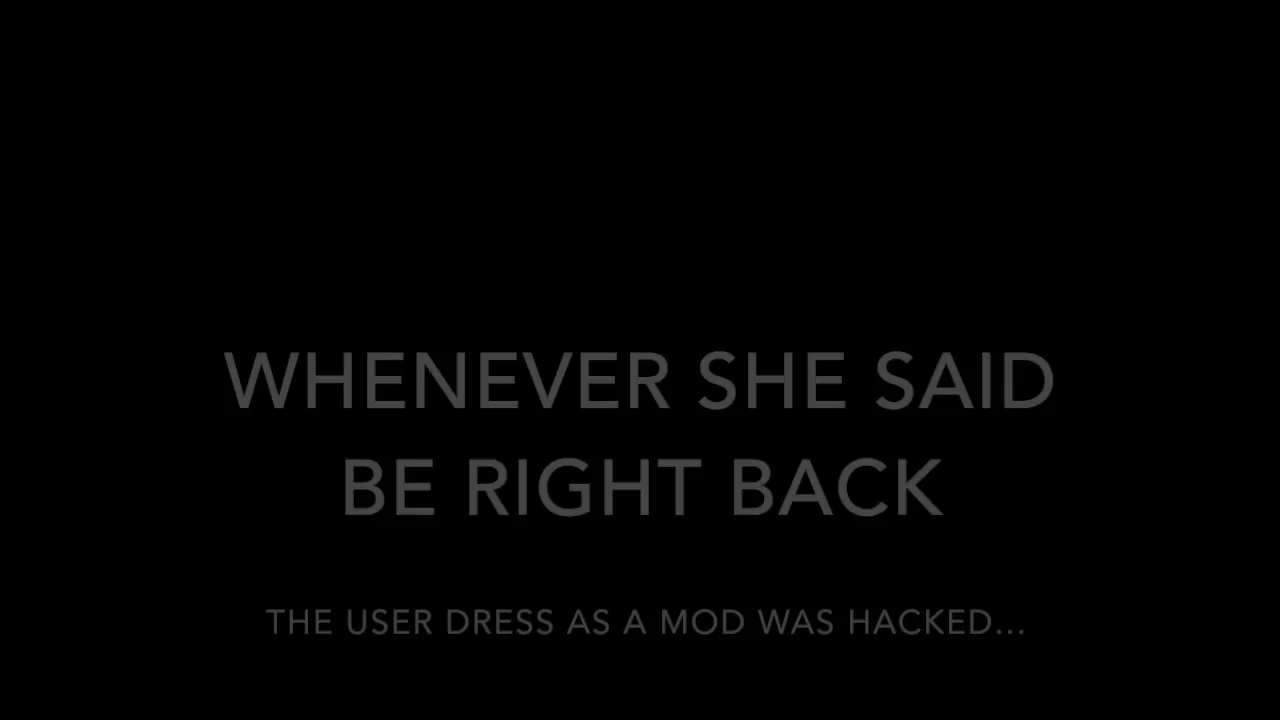 WHENEVER SHE SAID
BE RIGHT BACK
THE USER DRESS AS A MOD WAS HACKED...